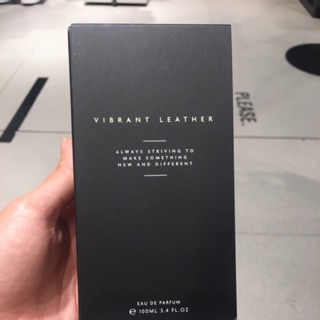 VIBRANT LEATHER
ALWAYS STRIVING TO
MAKE SOMETHING
NEW AND DIFFERENT
EAU DE PARFUM
℮ 100ML 3.4 FL.OZ
PLEASE.